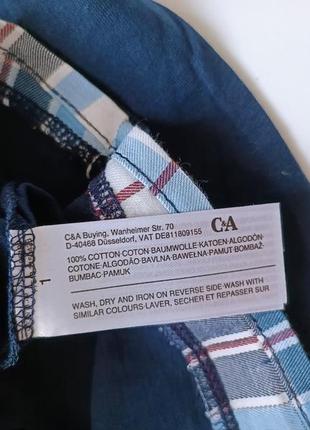 C&A Buying, Wanheimer Str. 70
D-40468 Düsseldorf, VAT DE811809155
C&A
100% COTTON-COTON-BAUMWOLLE-KATOEN-ALGODÓN-
COTONE-ALGODÃO-BAVLNA-BAWEŁNA-PAMUT-BOMBAŽ-
BUMBAC-PAMUK
WASH, DRY AND IRON ON REVERSE SIDE WASH WITH
SIMILAR COLOURS-LAVER, SECHER ET REPASSER SUR
1